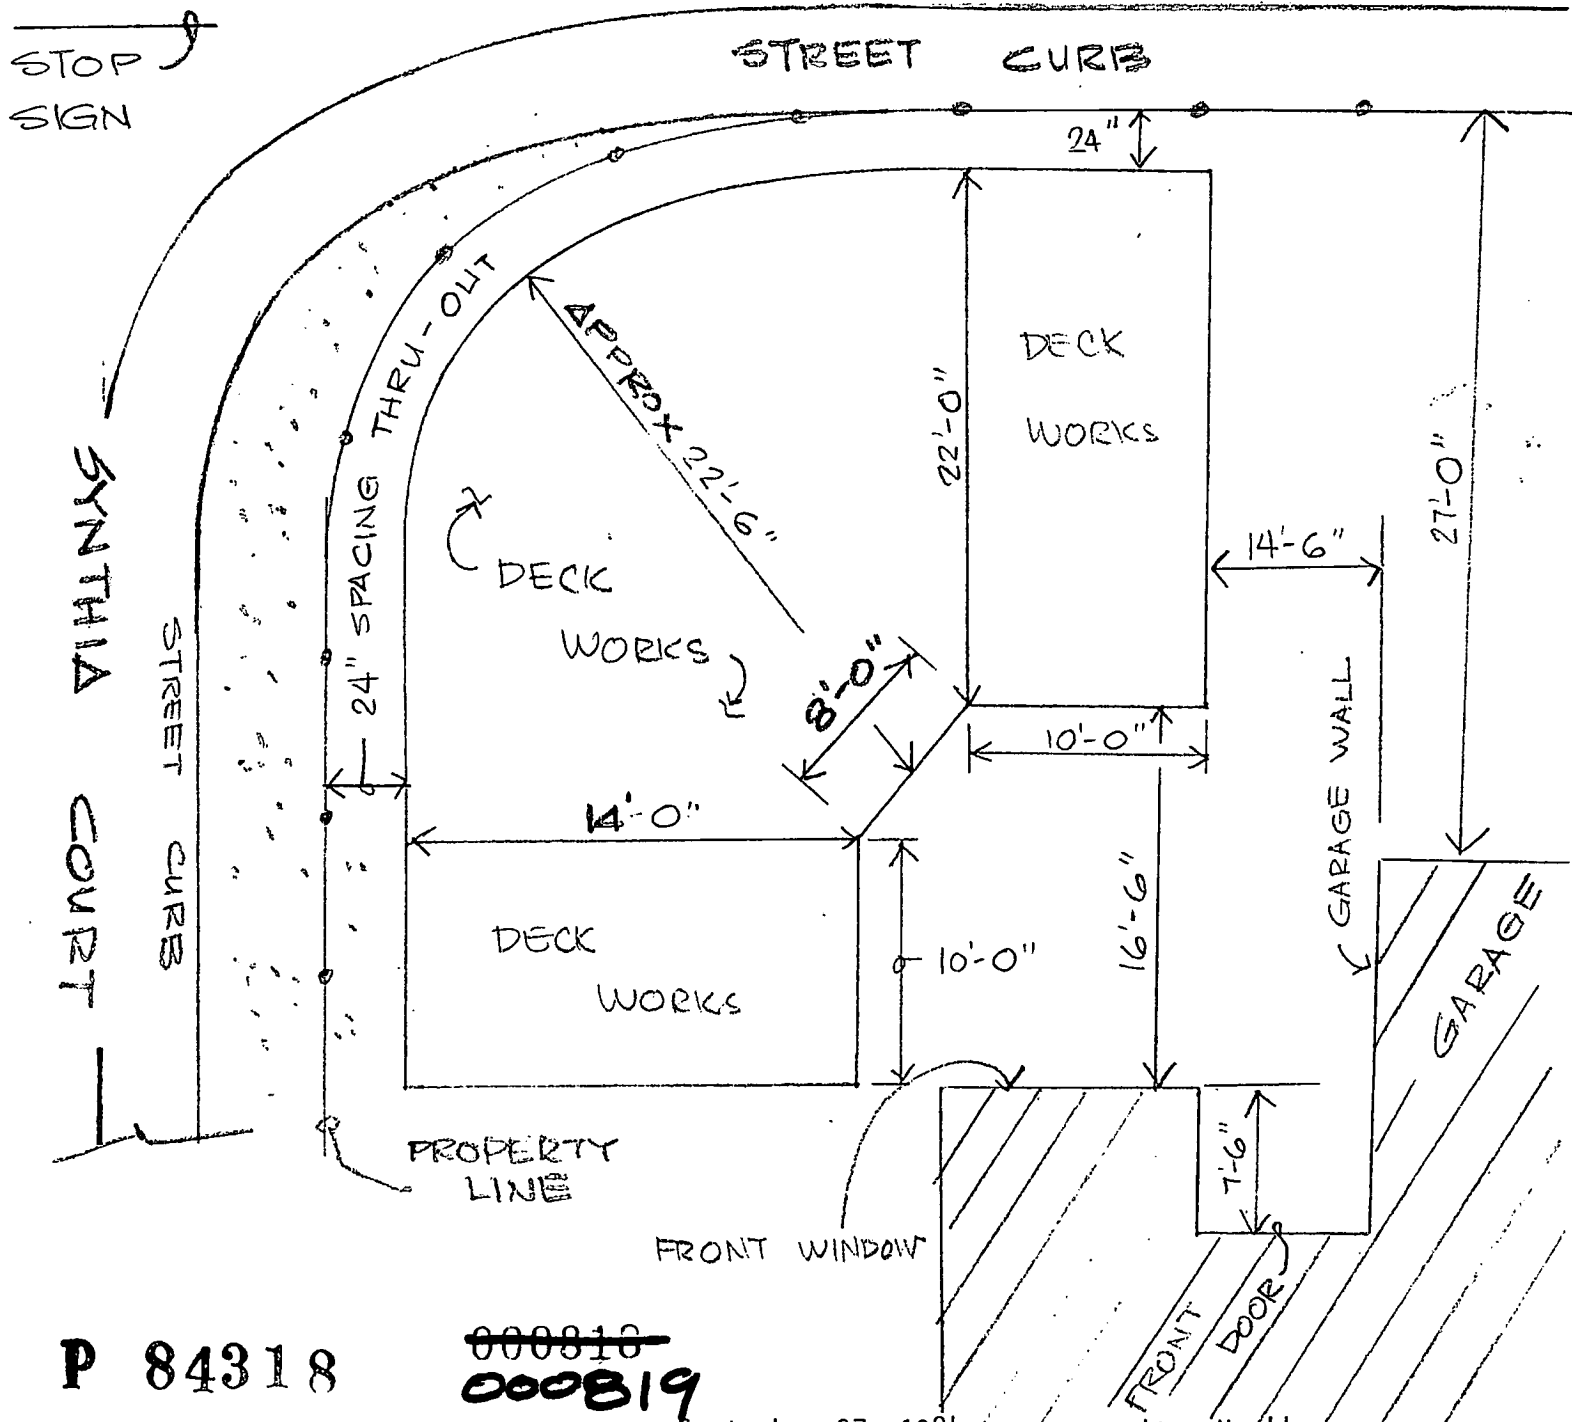 STOP
SIGN
STREET CURB
24"
DECK
WORKS
22'-0"
27'-0"
14'-6"
APPROX 22'-6"
24" SPACING THRU-OUT
DECK
WORKS
8'-0"
10'-0"
SYNTHIA COURT
STREET CURB
14'-0"
DECK
WORKS
10'-0"
16'-6"
GARAGE WALL
GARAGE
7'-6"
PROPERTY
LINE
FRONT WINDOW
FRONT
DOOR
P 84318
000818
000819